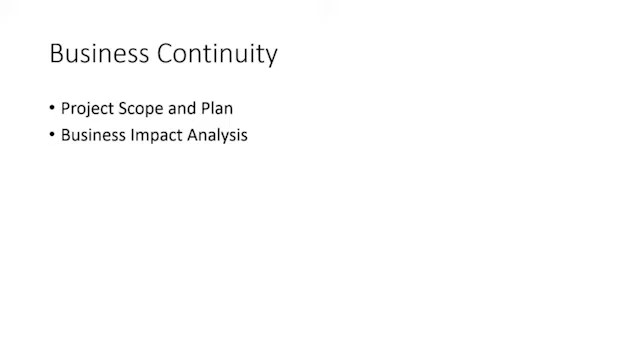 Business Continuity
• Project Scope and Plan
• Business Impact Analysis